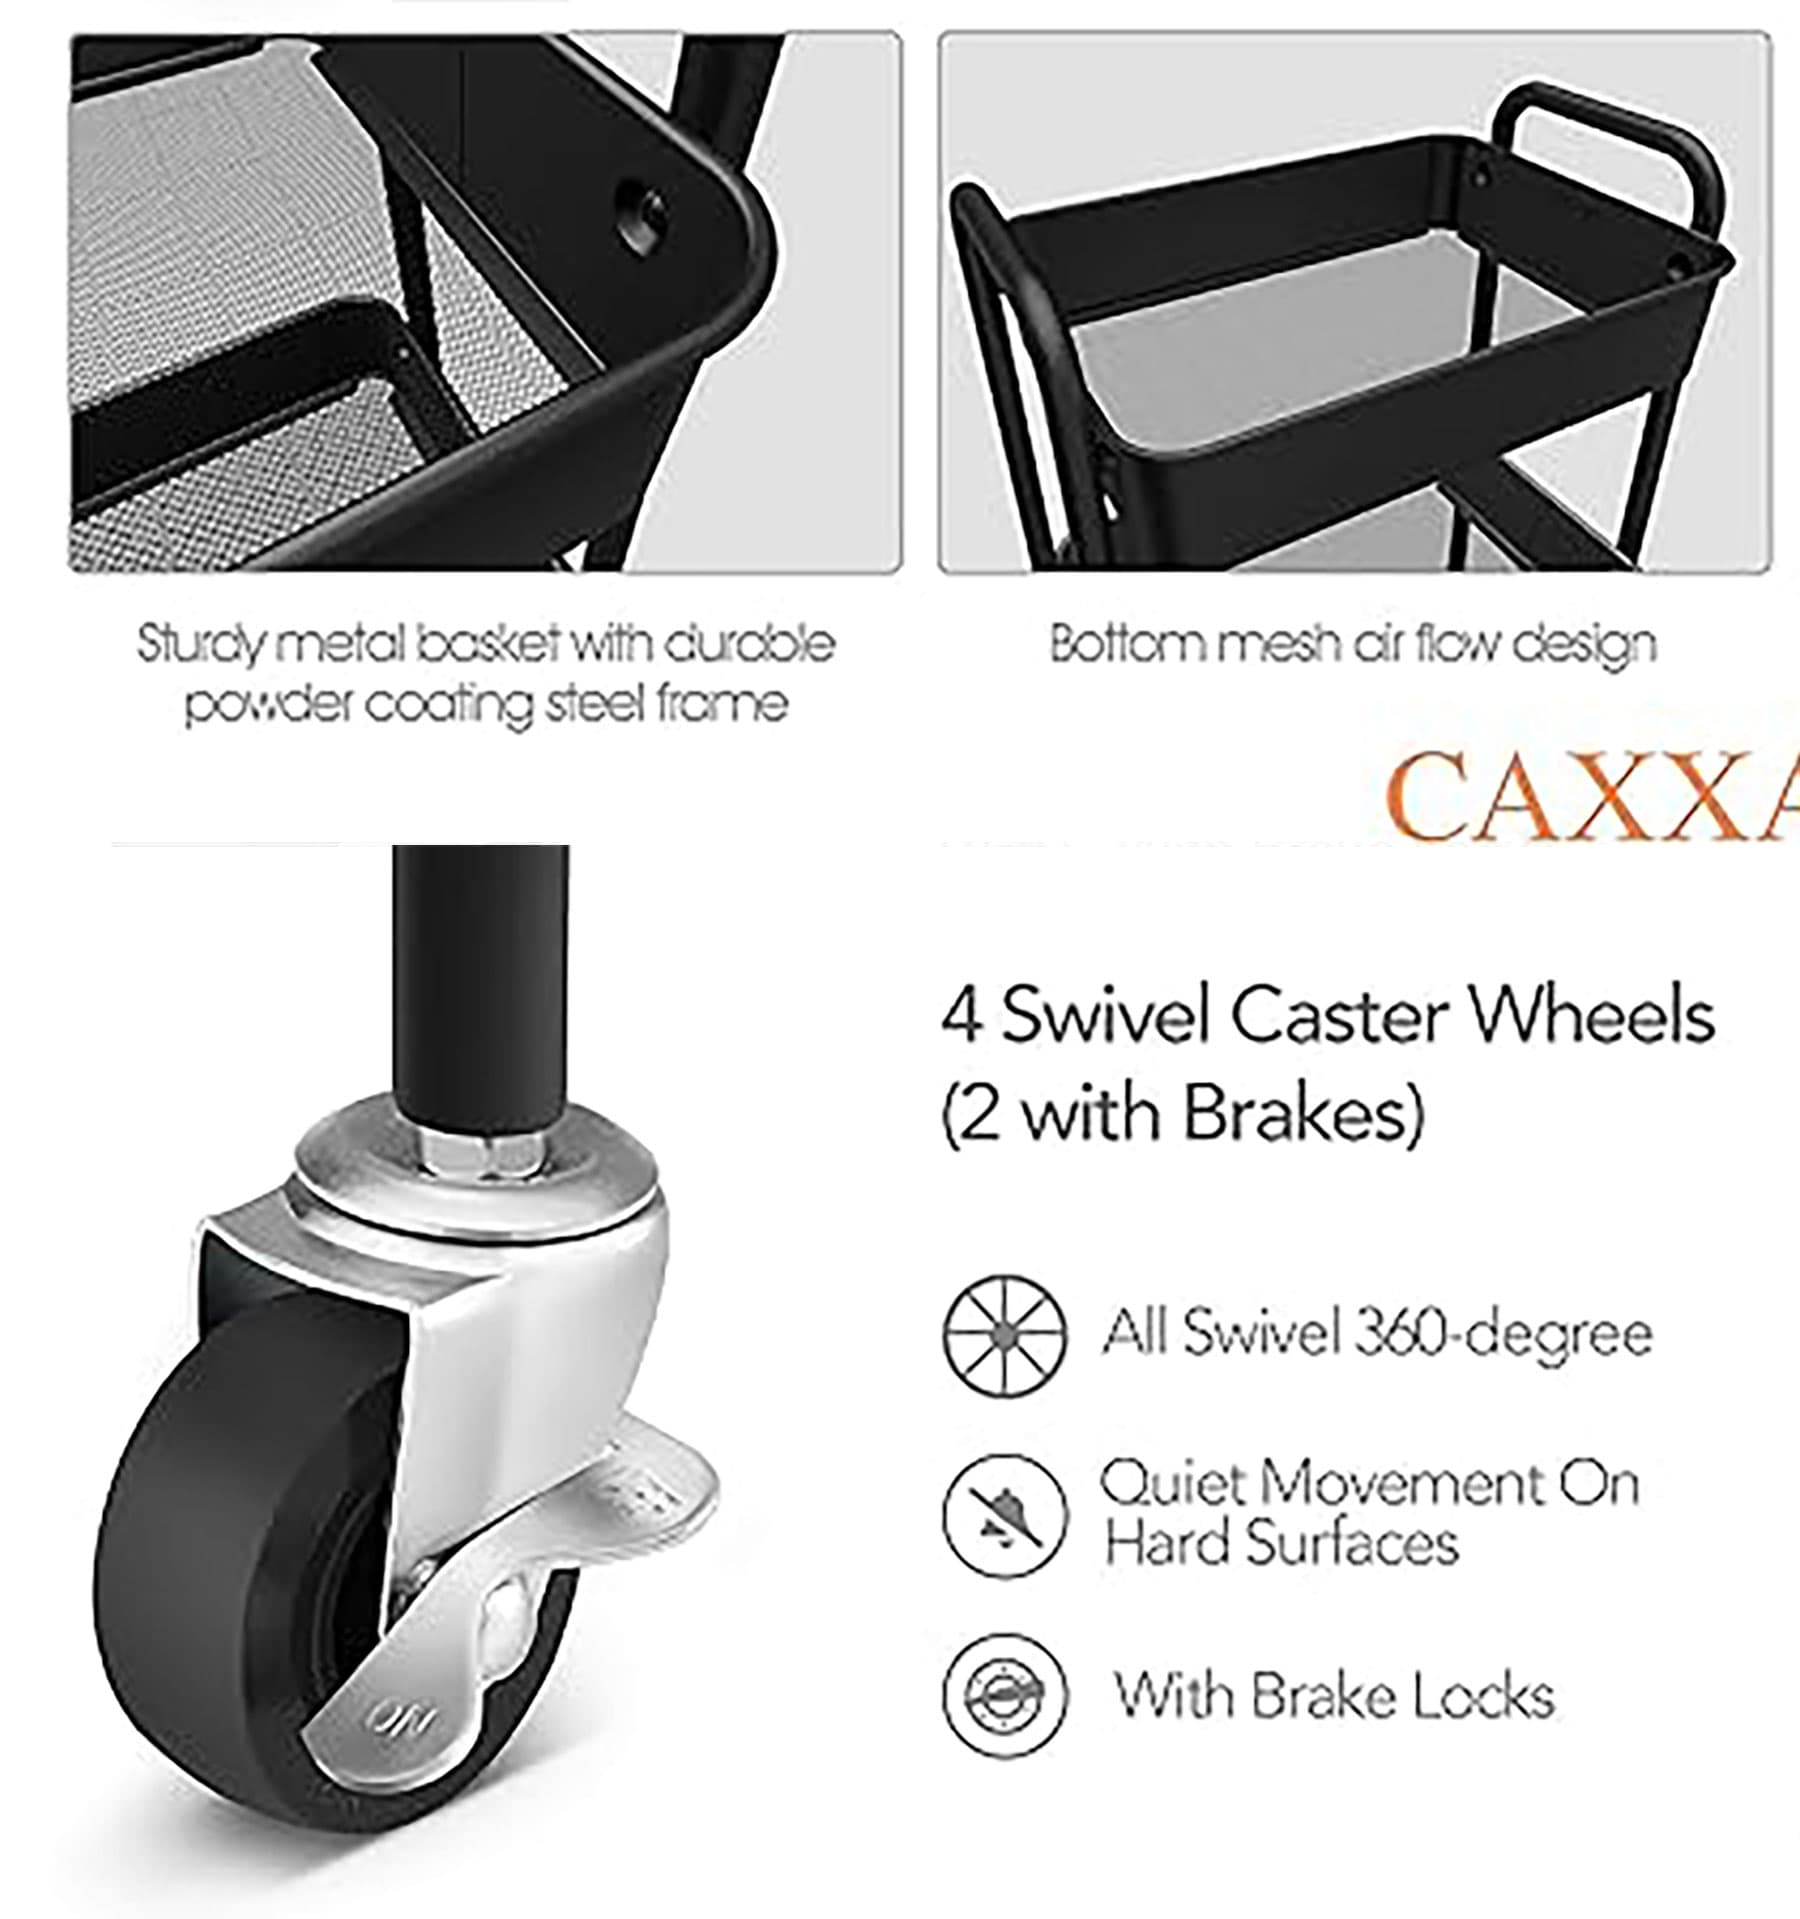 Sturdy metal basket with durable
powder coating steel frame
Bottom mesh air flow design
CAXXA
4 Swivel Caster Wheels
(2 with Brakes)
All Swivel 360-degree
Quiet Movement On
Hard Surfaces
With Brake Locks